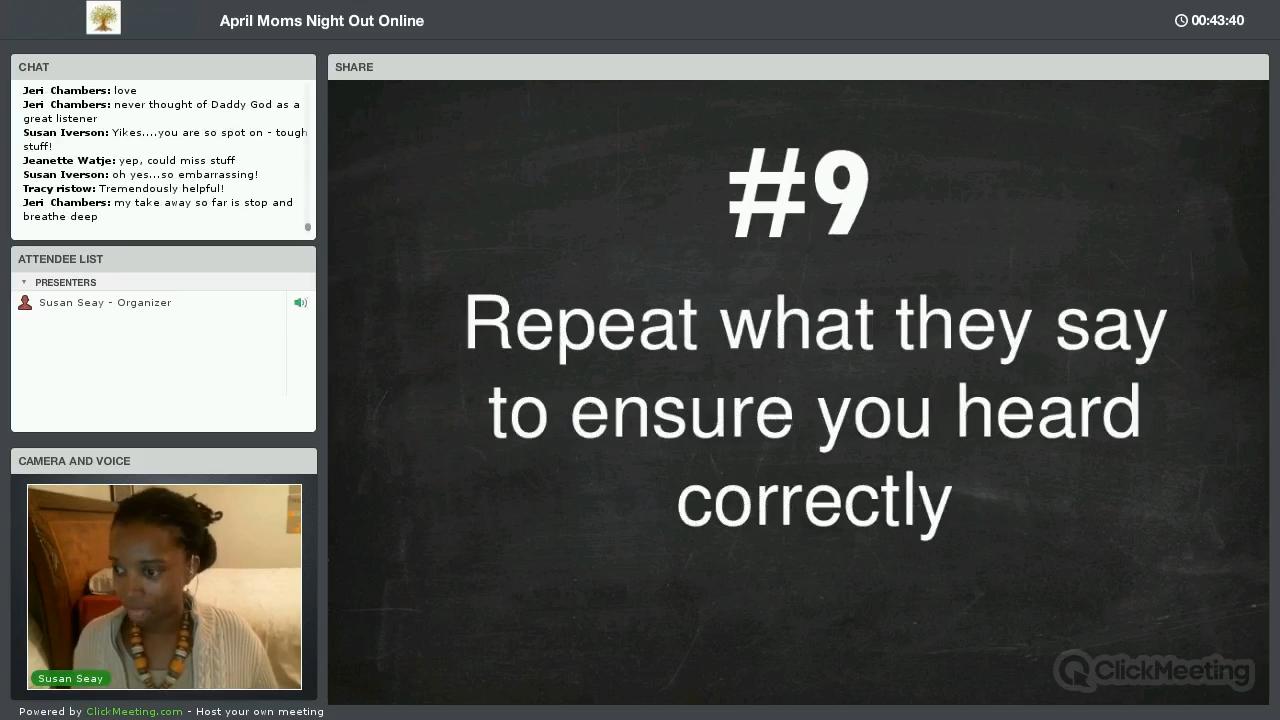 April Moms Night Out Online
00:43:40
CHAT
Jeri Chambers: love
Jeri Chambers: never thought of Daddy God as a
great listener
Susan Iverson: Yikes....you are so spot on - tough
stuff!
Jeanette Watje: yep, could miss stuff
Susan Iverson: oh yes...so embarrassing!
Tracy ristow: Tremendously helpful!
Jeri Chambers: my take away so far is stop and
breathe deep
ATTENDEE LIST
PRESENTERS
Susan Seay - Organizer
CAMERA AND VOICE
Susan Seay
Powered by ClickMeeting.com - Host your own meeting
SHARE
#9
Repeat what they say
to ensure you heard
correctly
ClickMeeting